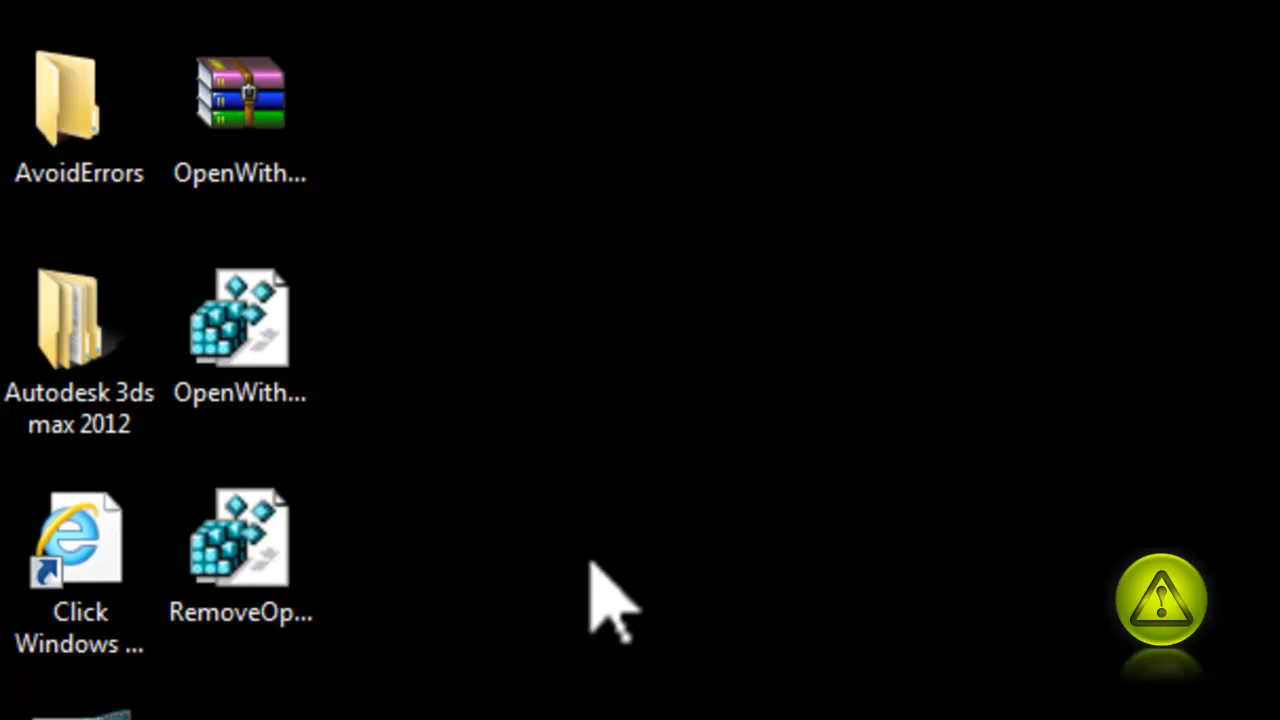 AvoidErrors
OpenWith...
Autodesk 3ds
max 2012
OpenWith...
Click
Windows ...
RemoveOp...